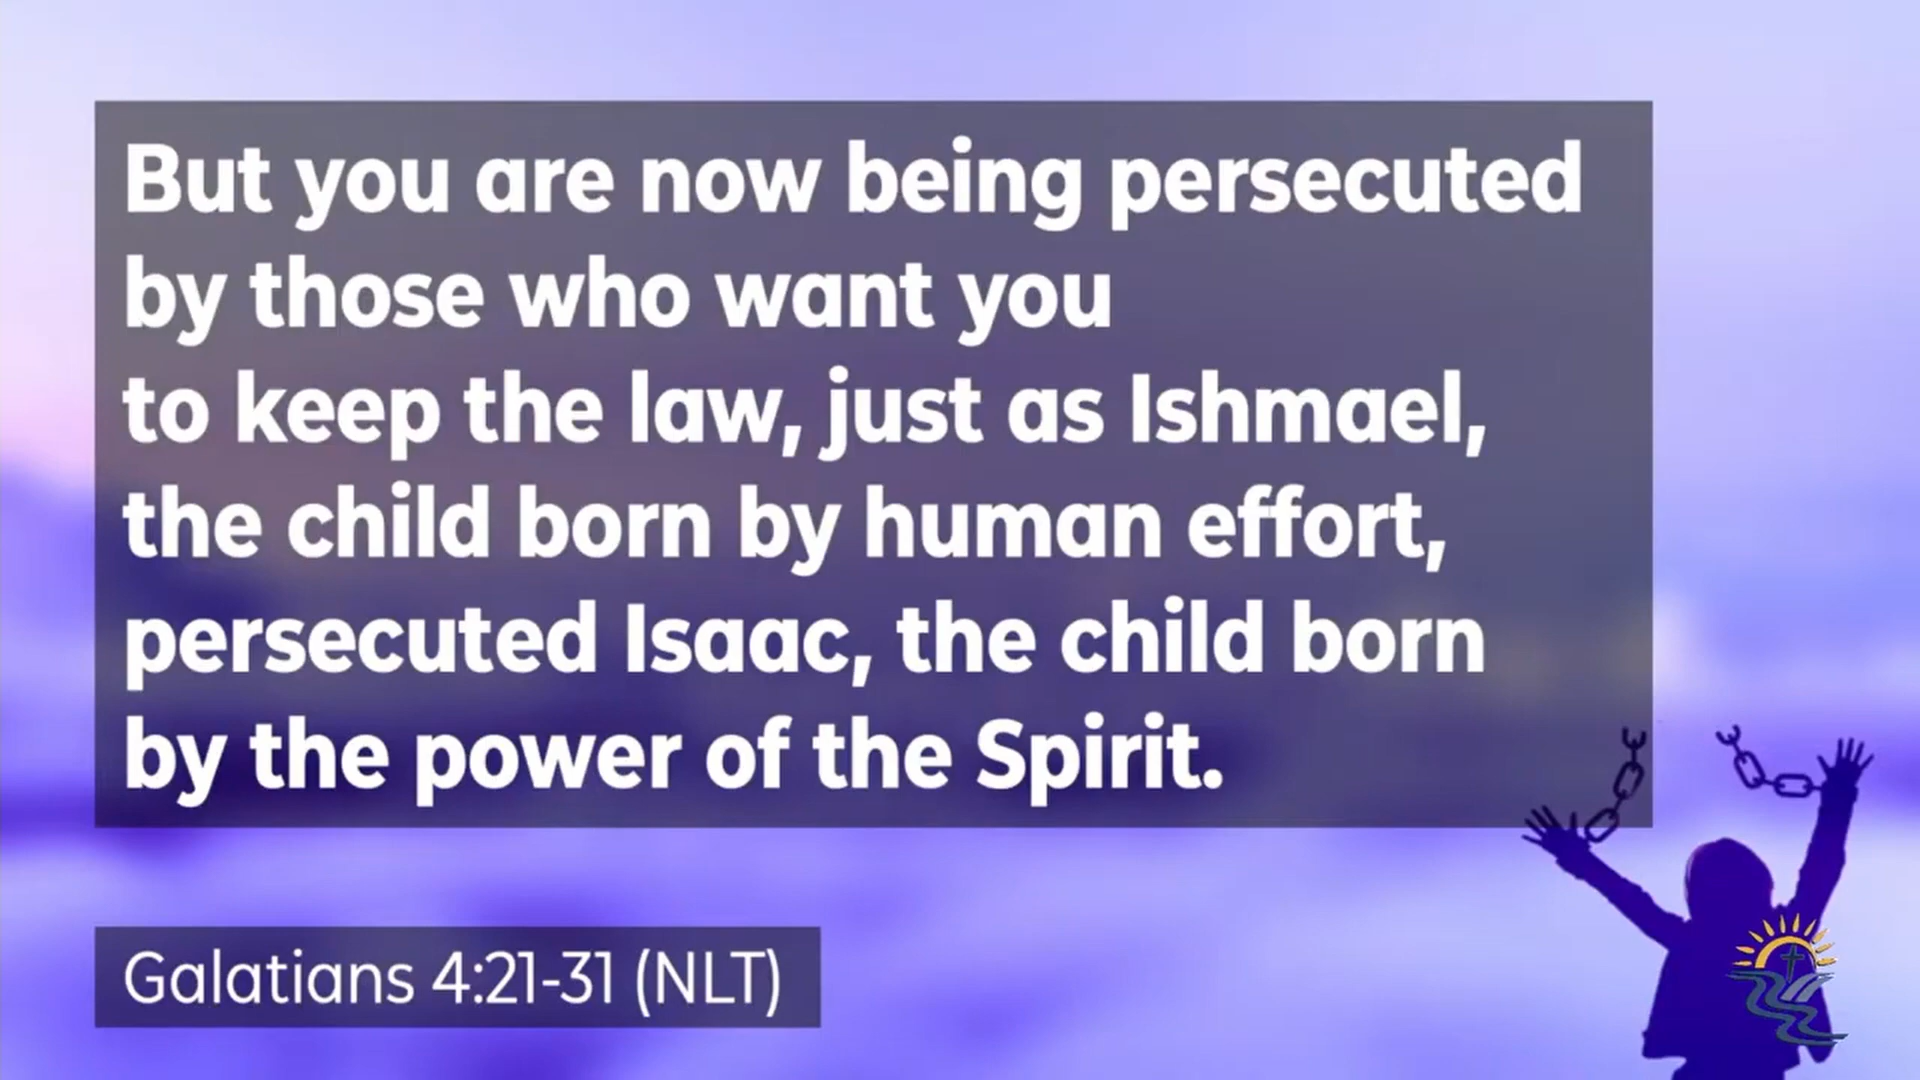 But you are now being persecuted
by those who want you
to keep the law, just as Ishmael,
the child born by human effort,
persecuted Isaac, the child born
by the power of the Spirit.
Galatians 4:21-31 (NLT)